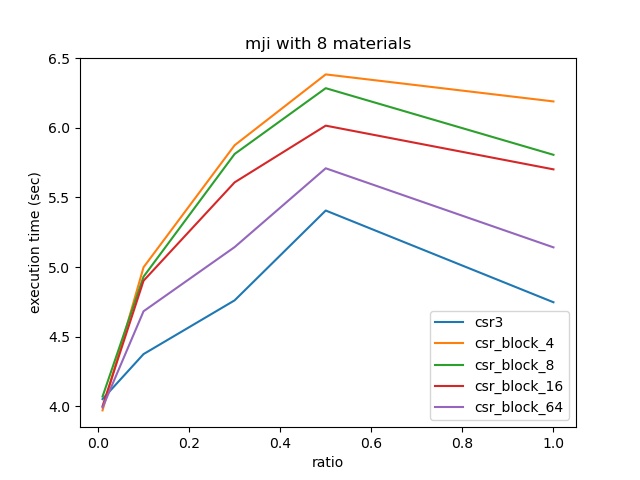 mji with 8 materials
execution time (sec)
6.5
6.0
5.5
5.0
4.5
4.0
csr3
csr_block_4
csr_block_8
csr_block_16
csr_block_64
0.0 0.2 0.4 0.6 0.8 1.0
ratio